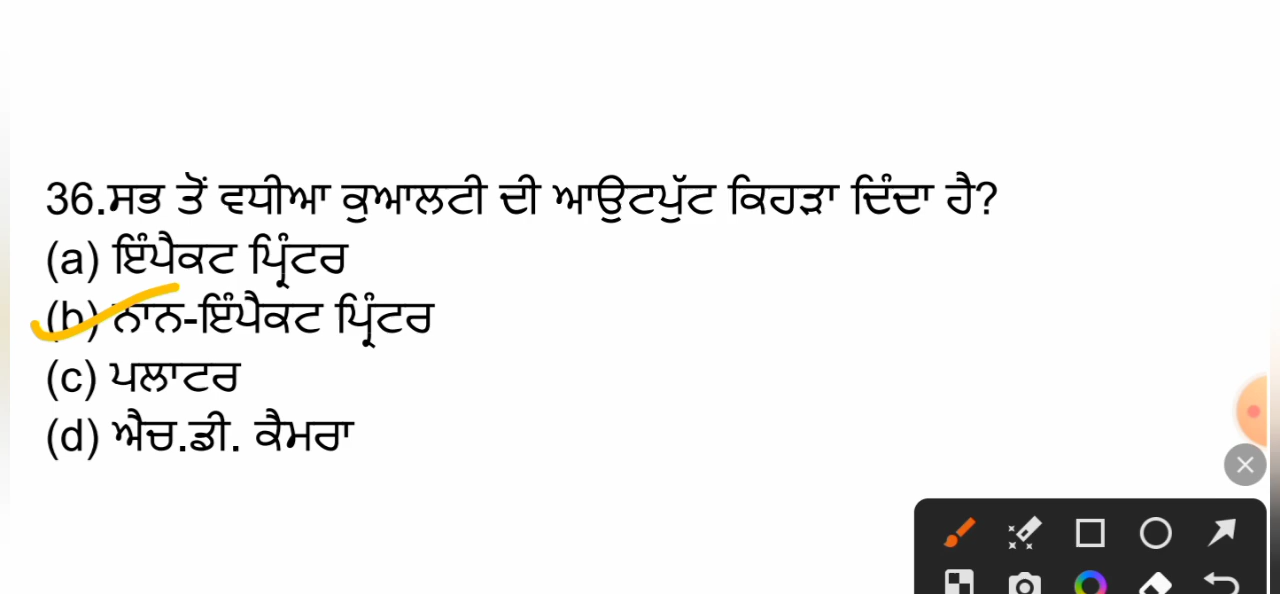 36.ਸਭ ਤੋਂ ਵਧੀਆ ਕੁਆਲਟੀ ਦੀ ਆਉਟਪੁੱਟ ਕਿਹੜਾ ਦਿੰਦਾ ਹੈ?
(a) ਇੰਪੈਕਟ ਪ੍ਰਿੰਟਰ
(b) ਨਾਨ-ਇੰਪੈਕਟ ਪ੍ਰਿੰਟਰ
(c) ਪਲਾਟਰ
(d) ਐਚ.ਡੀ. ਕੈਮਰਾ